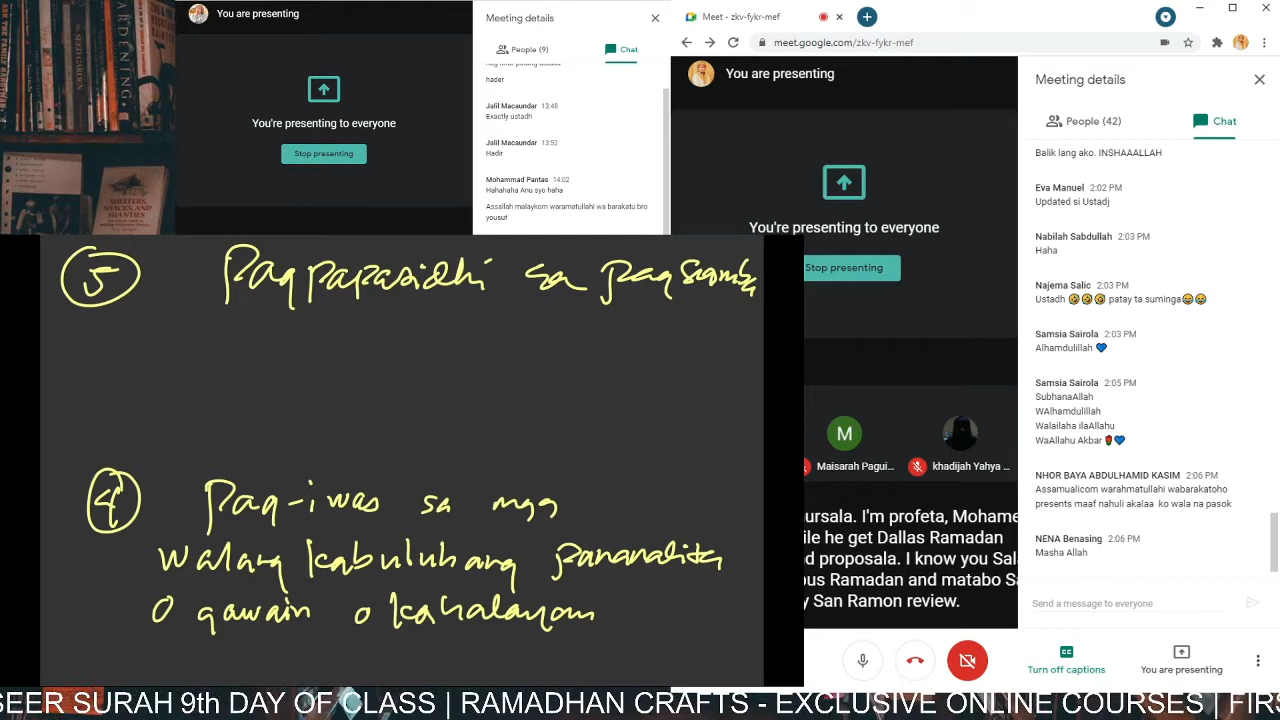 You are presenting
You're presenting to everyone
Stop presenting
Meeting details
People (9)
Chat
hader
Jalil Macaundar 13:48
Exactly ustadh
Jalil Macaundar 13:52
Hadir
Mohammad Pantas 14:02
Hahahaha Anu syo haha
Assallah malaykom waramatullahi wa barakatu bro
yousuf
GARDENING
SHELTERS,
SHACKS, AND
SHANTIES
5 Pagpapasidhi sa pagsamba
4 Pag-iwas sa mga
walang kabuluhang pananalita
o gawain o kahalayan
Meet - zkv-fykr-mef
meet.google.com/zkv-fykr-mef
You are presenting
You're presenting to everyone
Stop presenting
M
Maisarah Pagui...
khadijah Yahya ...
ursala. I'm profeta, Mohame
ile he get Dallas Ramadan
d proposala. I know you Sala
ous Ramadan and matabo Sa
y San Ramon review.
Meeting details
People (42)
Chat
Balik lang ako. INSHAAALLAH
Eva Manuel 2:02 PM
Updated si Ustadj
Nabilah Sabdullah 2:03 PM
Haha
Najema Salic 2:03 PM
Ustadh 🤣🤣🤣 patay ta suminga😂😂
Samsia Sairola 2:03 PM
Alhamdulillah 💙
Samsia Sairola 2:05 PM
SubhanaAllah
WAlhamdulillah
Walailaha ilaAllahu
WaAllahu Akbar 🌹💙
NHOR BAYA ABDULHAMID KASIM 2:06 PM
Assamualicom warahmatullahi wabarakatoho
presents maaf nahuli akalaa ko wala na pasok
NENA Benasing 2:06 PM
Masha Allah
Send a message to everyone
CC
Turn off captions
You are presenting
SEER SURAH 9th DAY OF CLASS | RAMADHAN CRAFTS - EXCLUSIVE ONLINE COURSES - FIRS